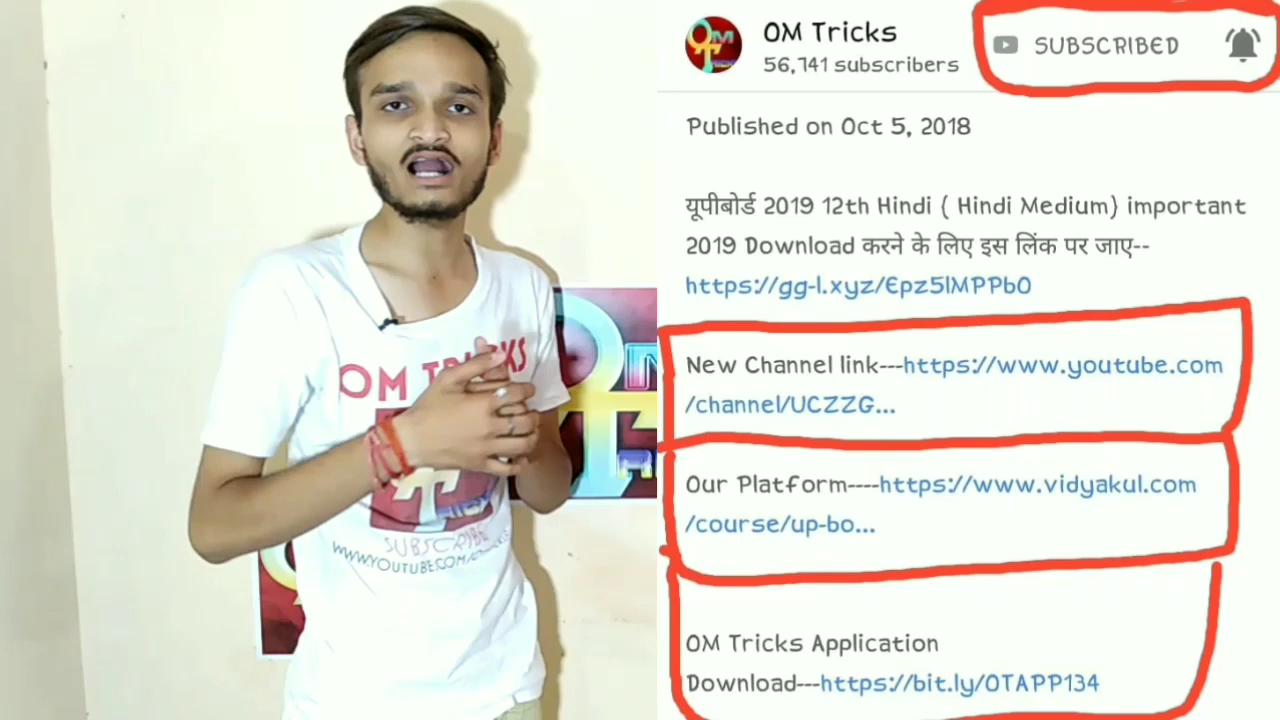 OM Tricks
56,741 subscribers
SUBSCRIBED
Published on Oct 5, 2018
यूपीबोर्ड 2019 12th Hindi ( Hindi Medium) important
2019 Download करने के लिए इस लिंक पर जाए--
https://gg-l.xyz/Epz5lMPPb0
New Channel link---https://www.youtube.com
/channel/UCZZG...
Our Platform----https://www.vidyakul.com
/course/up-bo...
OM Tricks Application
Download---https://bit.ly/OTAPP134
OM TRICKS
SUBSCRIBE